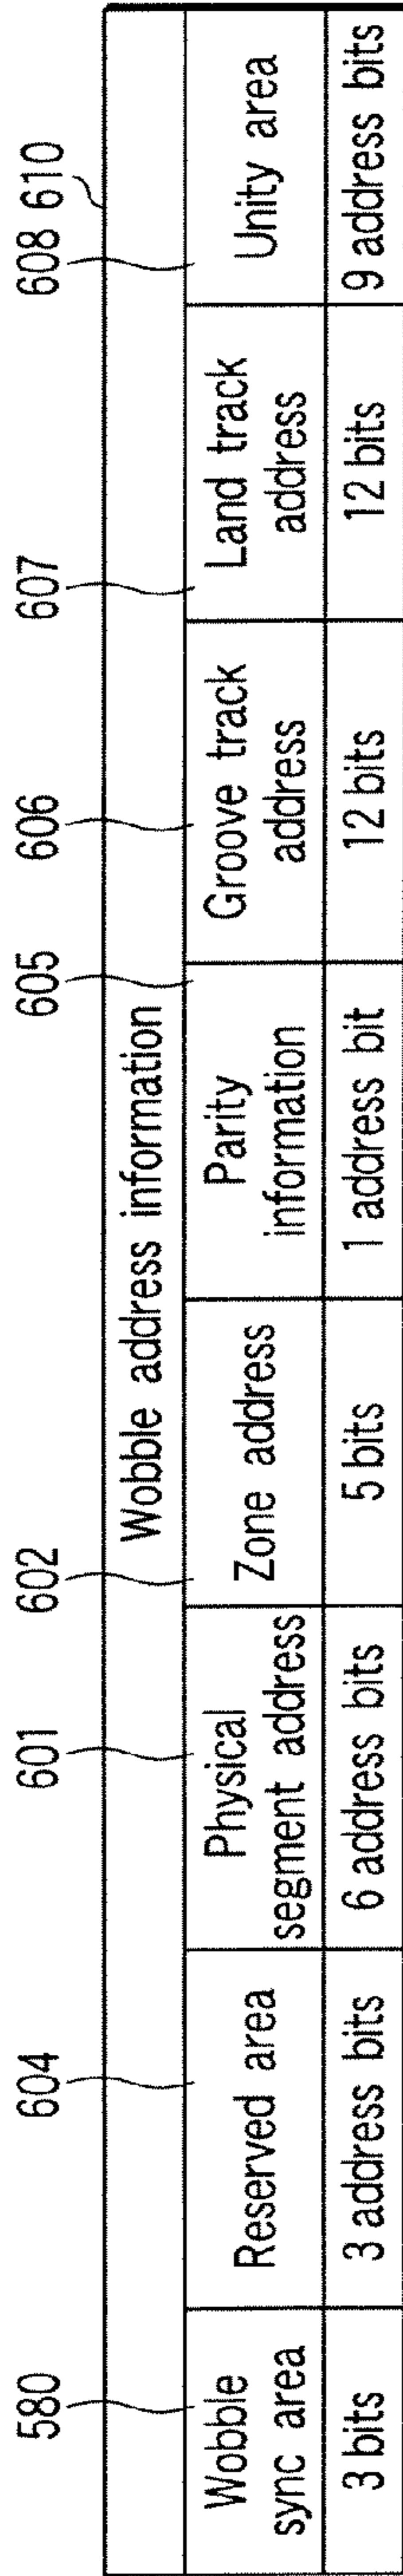 580 604 601 602 605 606 607 608 610
Wobble address information
Wobble sync area
Reserved area
Physical segment address
Zone address
Parity information
Groove track address
Land track address
Unity area
3 bits
3 address bits
6 address bits
5 bits
1 address bit
12 bits
12 bits
9 address bits